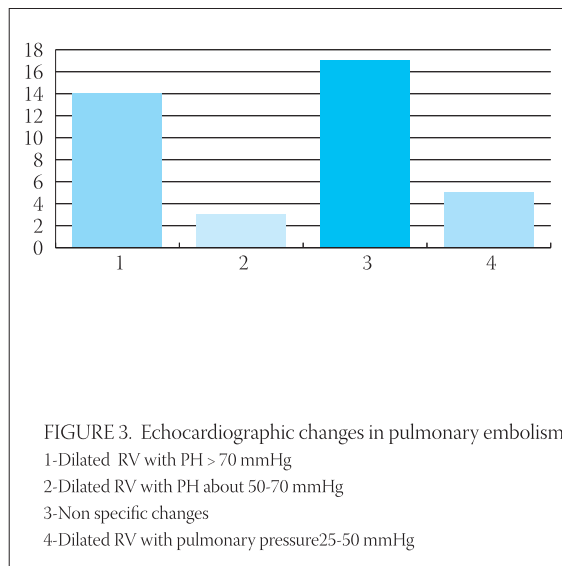 18
16
14
12
10
8
6
4
2
0
1 2 3 4
FIGURE 3. Echocardiographic changes in pulmonary embolism
1-Dilated RV with PH > 70 mmHg
2-Dilated RV with PH about 50-70 mmHg
3-Non specific changes
4-Dilated RV with pulmonary pressure25-50 mmHg